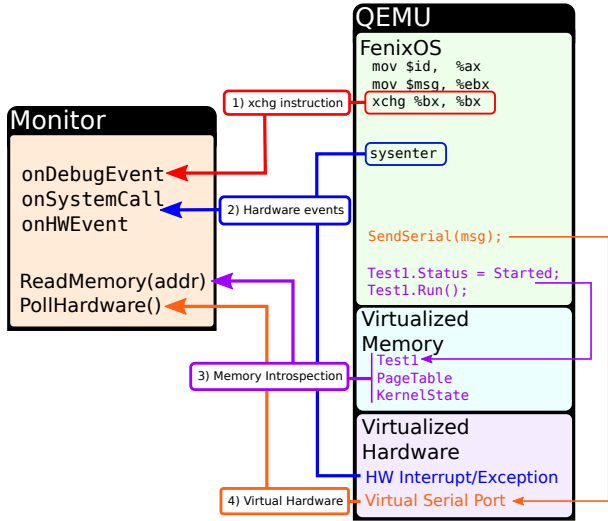 QEMU
FenixOS
mov $id, %ax
mov $msg, %ebx
xchg %bx, %bx
1) xchg instruction
Monitor
sysenter
onDebugEvent
onSystemCall
onHWEvent
2) Hardware events
SendSerial(msg);
ReadMemory(addr)
PollHardware()
Test1.Status = Started;
Test1.Run();
Virtualized
Memory
Test1
PageTable
KernelState
3) Memory Introspection
Virtualized
Hardware
HW Interrupt/Exception
Virtual Serial Port
4) Virtual Hardware